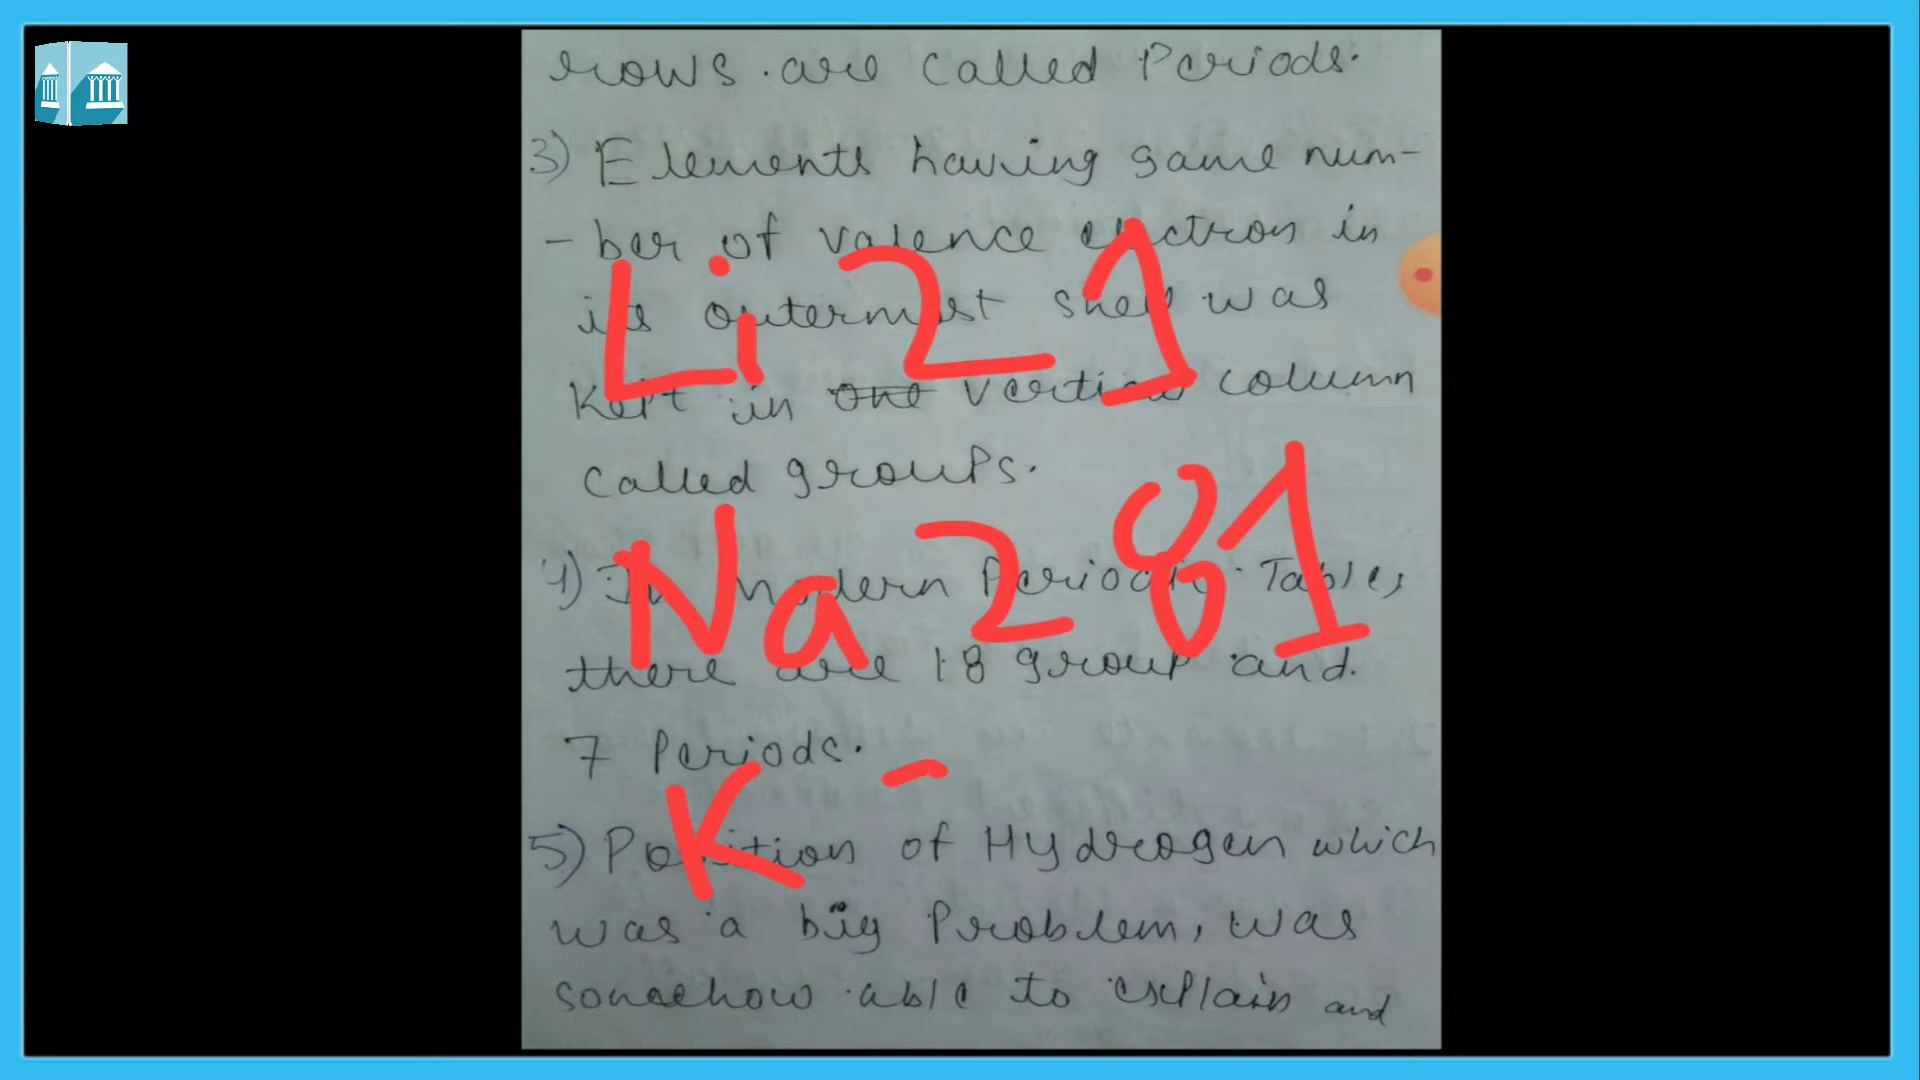 rows are called Periods.
3) Elements having same num-
- ber of valence electron in
its outermost shell was
Li 2 1
Kept in one vertical column
called groups.
Na 2 8 1
4) In modern Periodic Table,
there are 18 group and
7 Periods.
K
5) Position of Hydrogen which
was a big Problem, was
somehow able to explain and